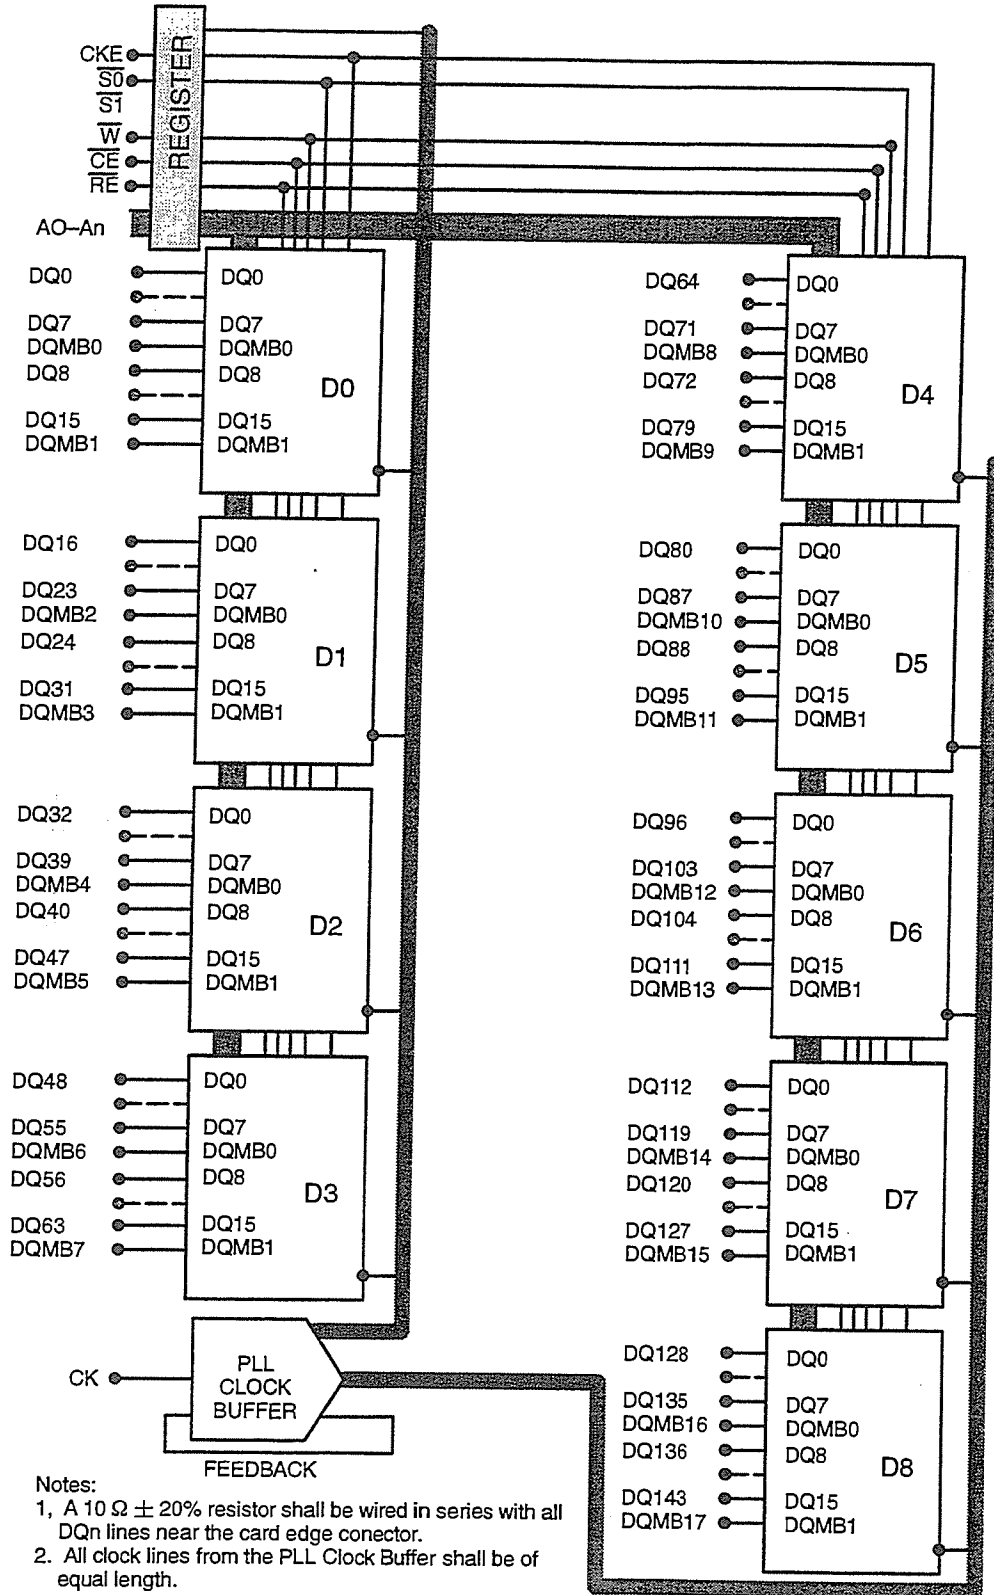 REGISTER
CKE
S0
S1
W
CE
RE
AO–An
DQ0
DQ7
DQMB0
DQ8
DQ15
DQMB1
DQ0
DQ7
DQMB0
DQ8
D0
DQ15
DQMB1
DQ16
DQ23
DQMB2
DQ24
DQ31
DQMB3
DQ0
DQ7
DQMB0
DQ8
D1
DQ15
DQMB1
DQ32
DQ39
DQMB4
DQ40
DQ47
DQMB5
DQ0
DQ7
DQMB0
DQ8
D2
DQ15
DQMB1
DQ48
DQ55
DQMB6
DQ56
DQ63
DQMB7
DQ0
DQ7
DQMB0
DQ8
D3
DQ15
DQMB1
DQ64
DQ71
DQMB8
DQ72
DQ79
DQMB9
DQ0
DQ7
DQMB0
DQ8
D4
DQ15
DQMB1
DQ80
DQ87
DQMB10
DQ88
DQ95
DQMB11
DQ0
DQ7
DQMB0
DQ8
D5
DQ15
DQMB1
DQ96
DQ103
DQMB12
DQ104
DQ111
DQMB13
DQ0
DQ7
DQMB0
DQ8
D6
DQ15
DQMB1
DQ112
DQ119
DQMB14
DQ120
DQ127
DQMB15
DQ0
DQ7
DQMB0
DQ8
D7
DQ15
DQMB1
DQ128
DQ135
DQMB16
DQ136
DQ143
DQMB17
DQ0
DQ7
DQMB0
DQ8
D8
DQ15
DQMB1
CK
PLL
CLOCK
BUFFER
FEEDBACK
Notes:
1, A 10 Ω ± 20% resistor shall be wired in series with all
DQn lines near the card edge conector.
2. All clock lines from the PLL Clock Buffer shall be of
equal length.